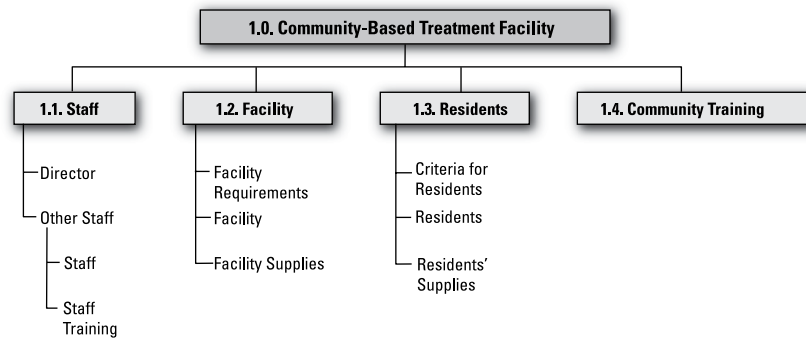 1.0. Community-Based Treatment Facility
1.1. Staff
1.2. Facility
1.3. Residents
1.4. Community Training
Director
Other Staff
Staff
Staff
Training
Facility
Requirements
Facility
Facility Supplies
Criteria for
Residents
Residents
Residents'
Supplies